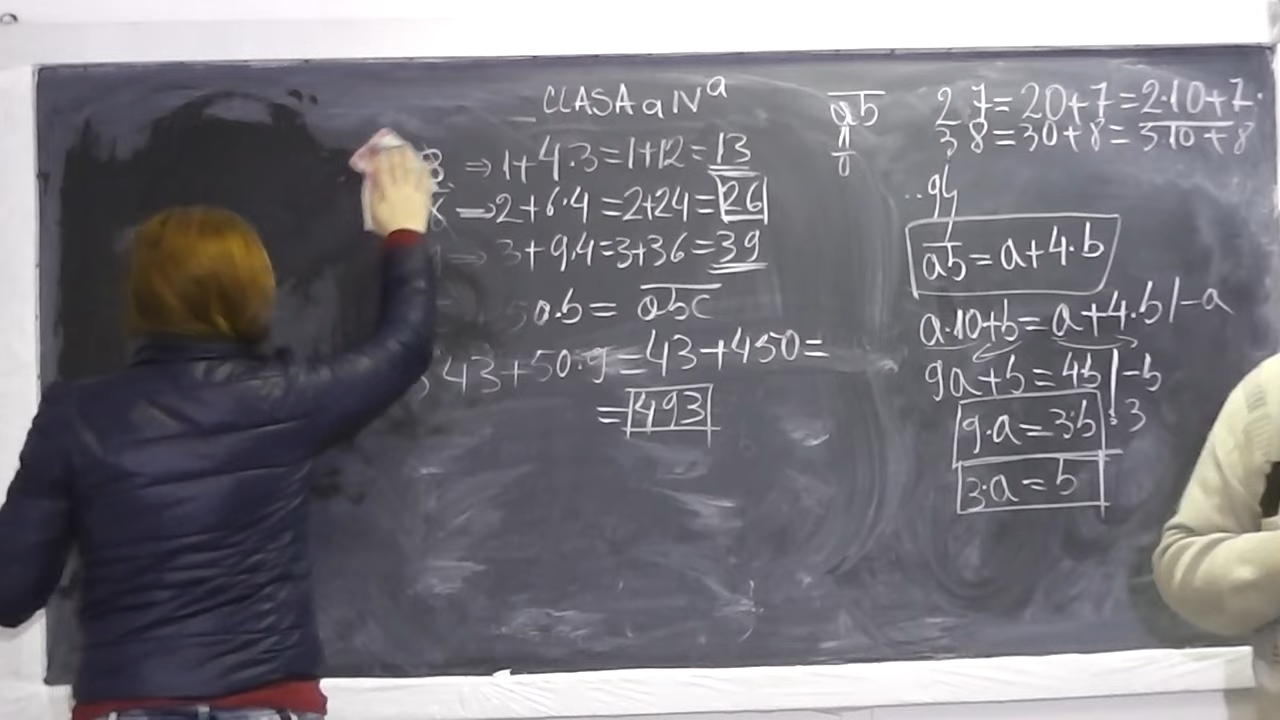 CLASA a IVª
3 → 1+4·3=1+12=13
→ 2+6·4=2+24=26
→ 3+9·4=3+36=39
a·b= abc
43+50·9=43+450=
=493
ab
27=20+7=2·10+7·
38=30+8=3·10+8
ab=a+4·b
a·10+b=a+4·b|-a
9a+b=4b|-b
9·a=3·b :3
3·a=b